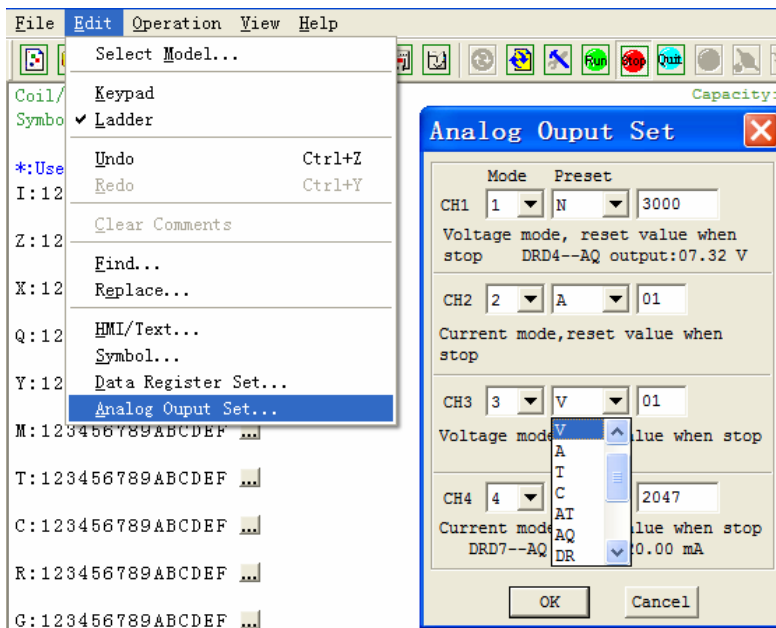 File Edit Operation View Help
Select Model...
Run Stop Quit
Coil/
Capacity:
Keypad
Symbo
Ladder
Undo Ctrl+Z
*:Use
Redo Ctrl+Y
I:12
Clear Comments
Z:12
Find...
X:12
Replace...
Q:12
HMI/Text...
Symbol...
Y:12
Data Register Set...
Analog Ouput Set...
M:123456789ABCDEF ...
T:123456789ABCDEF ...
C:123456789ABCDEF ...
R:123456789ABCDEF ...
G:123456789ABCDEF ...
Analog Ouput Set
Mode Preset
CH1 1 N 3000
Voltage mode, reset value when
stop DRD4--AQ output:07.32 V
CH2 2 A 01
Current mode,reset value when
stop
CH3 3 V 01
Voltage mode lue when stop
V
A
T
C
AT
AQ
DR
CH4 4 2047
Current mode lue when stop
DRD7--AQ 20.00 mA
OK Cancel